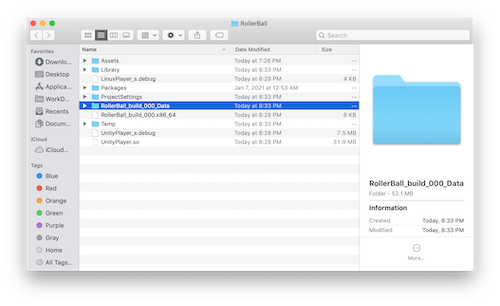 RollerBall
Search
Favorites
Downlo...
Desktop
Applica...
WorkD...
Recents
Docum...
iCloud
iCloud...
Tags
Blue
Red
Orange
Green
Purple
Gray
Home
All Tags...
Name Date Modified Size
Assets Today at 7:26 PM --
Library Today at 8:33 PM --
LinuxPlayer_s.debug Today at 8:28 PM 4 KB
Packages Jan 7, 2021 at 12:53 AM --
ProjectSettings Today at 8:33 PM --
RollerBall_build_000_Data Today at 8:33 PM --
RollerBall_build_000.x86_64 Today at 8:28 PM 6 KB
Temp Today at 8:33 PM --
UnityPlayer_s.debug Today at 8:28 PM 7.5 MB
UnityPlayer.so Today at 8:28 PM 31.9 MB
RollerBall_build_000_Data
Folder - 52.1 MB
Information
Created Today, 8:33 PM
Modified Today, 8:33 PM
More...